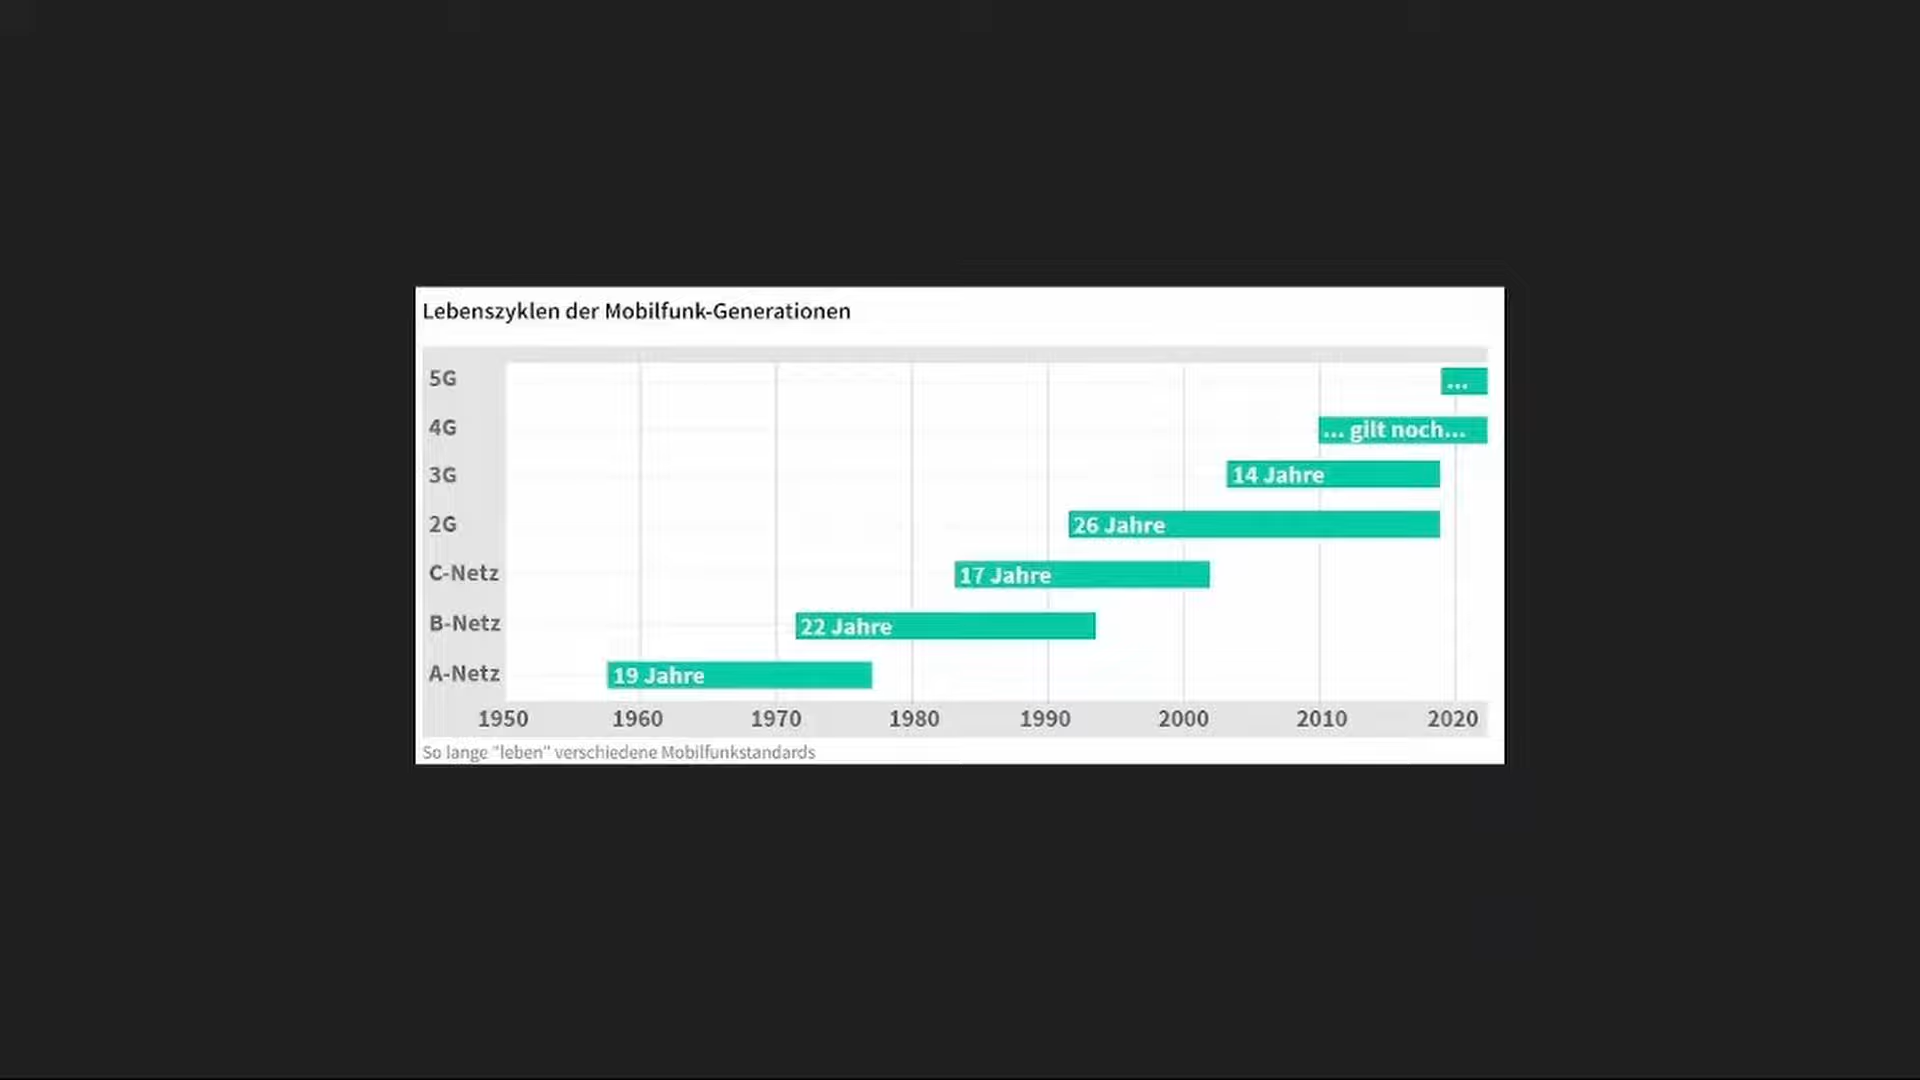 Lebenszyklen der Mobilfunk-Generationen
5G ...
4G ... gilt noch...
3G 14 Jahre
2G 26 Jahre
C-Netz 17 Jahre
B-Netz 22 Jahre
A-Netz 19 Jahre
1950 1960 1970 1980 1990 2000 2010 2020
So lange "leben" verschiedene Mobilfunkstandards